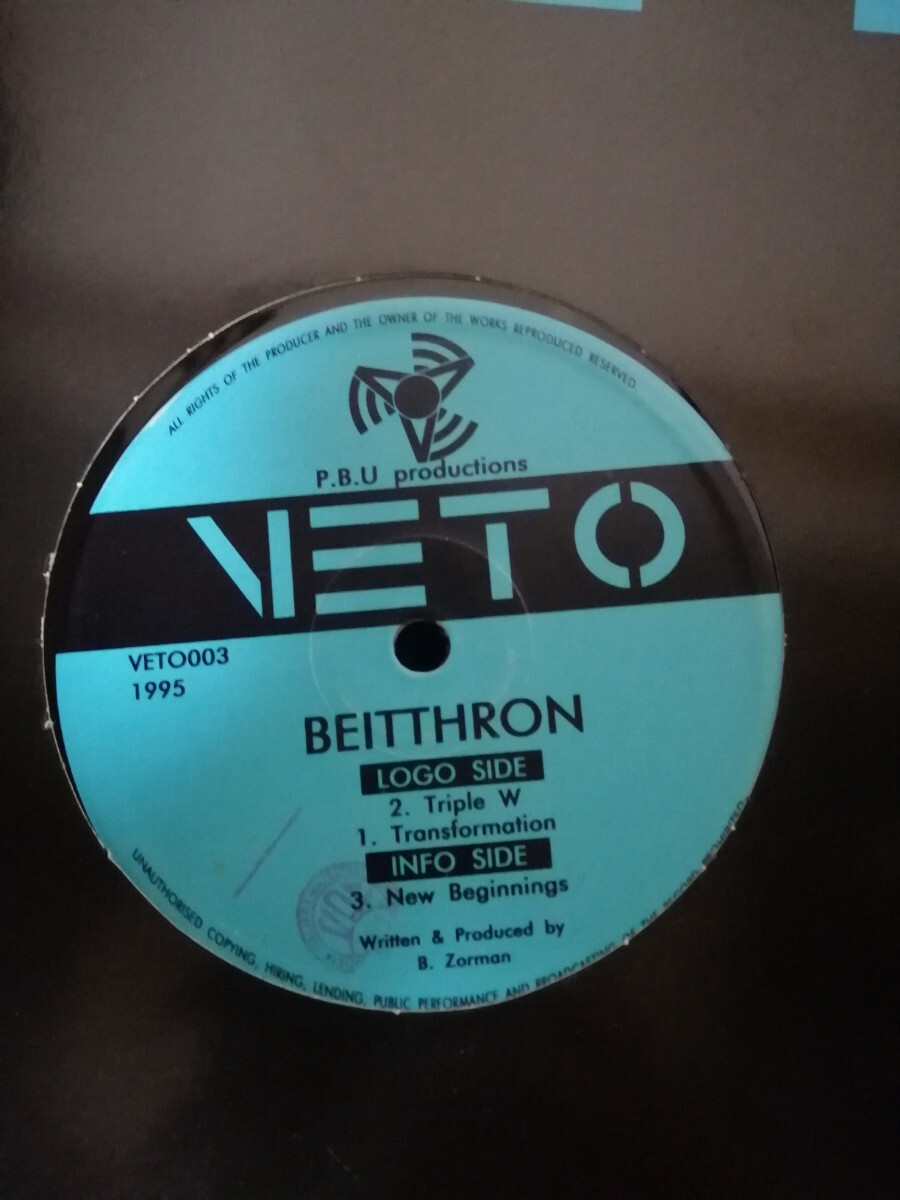 ALL RIGHTS OF THE PRODUCER AND THE OWNER OF THE WORKS REPRODUCED RESERVED
P.B.U productions
VETO
VETO003
1995
BEITTHRON
LOGO SIDE
2. Triple W
1. Transformation
INFO SIDE
3. New Beginnings
Written & Produced by
B. Zorman
UNAUTHORISED COPYING, HIRING, LENDING, PUBLIC PERFORMANCE AND BROADCASTING OF THE RECORD PROHIBITED